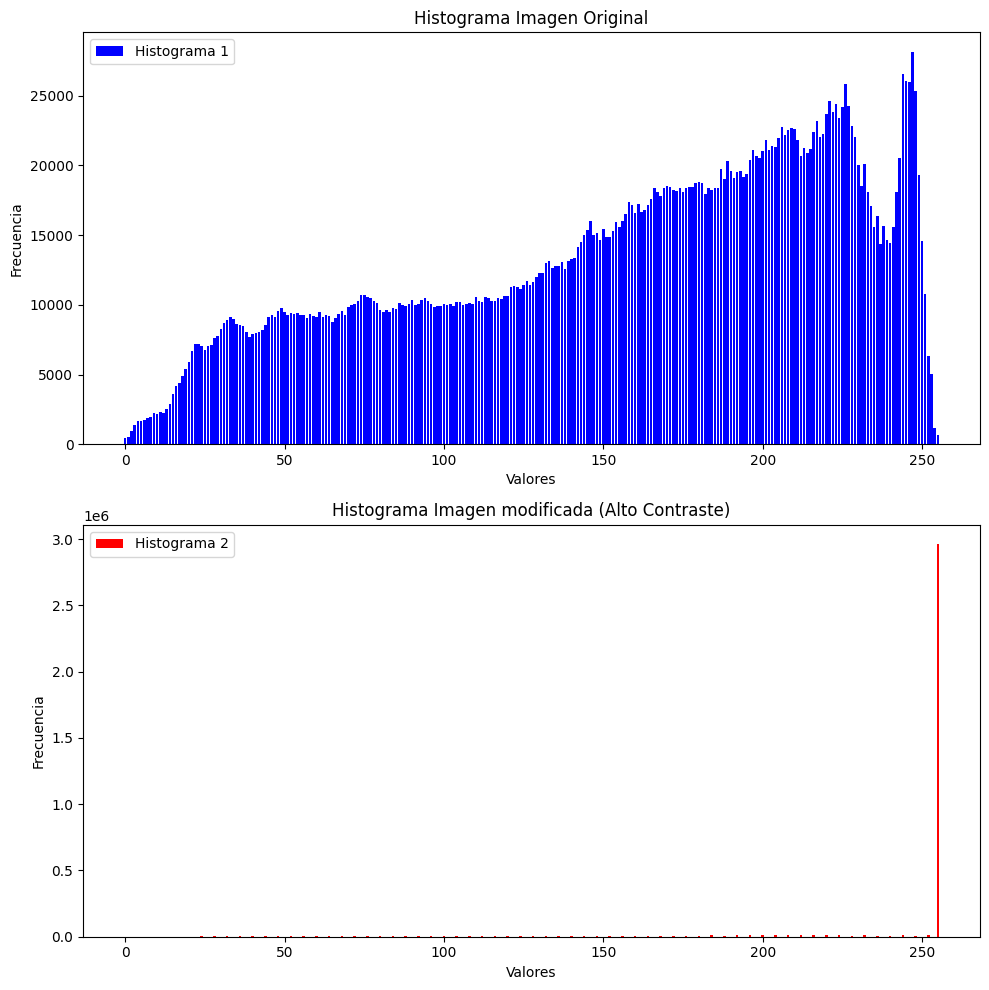 Histograma Imagen Original
Histograma 1
25000
20000
15000
10000
5000
0
Frecuencia
0 50 100 150 200 250
Valores
Histograma Imagen modificada (Alto Contraste)
1e6
Histograma 2
3.0
2.5
2.0
1.5
1.0
0.5
0.0
Frecuencia
0 50 100 150 200 250
Valores